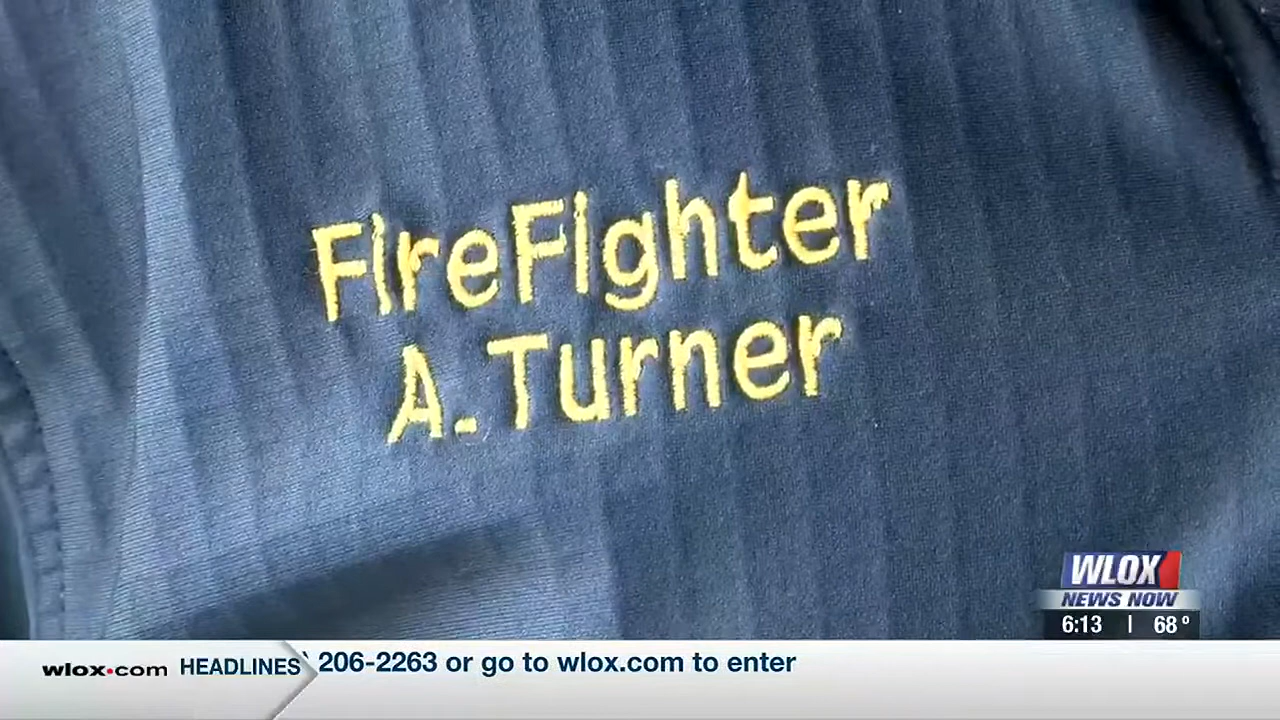 FireFighter
A.Turner
WLOX
NEWS NOW
6:13 | 68°
wlox.com HEADLINES 206-2263 or go to wlox.com to enter